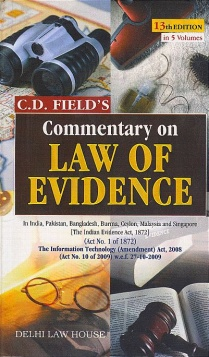 13th EDITION
in 5 Volumes
C.D. FIELD'S
Commentary on
LAW OF
EVIDENCE
In India, Pakistan, Bangladesh, Burma, Ceylon, Malaysia and Singapore
[The Indian Evidence Act, 1872]
(Act No. 1 of 1872)
The Information Technology (Amendment) Act, 2008
(Act No. 10 of 2009) w.e.f. 27-10-2009
DELHI LAW HOUSE